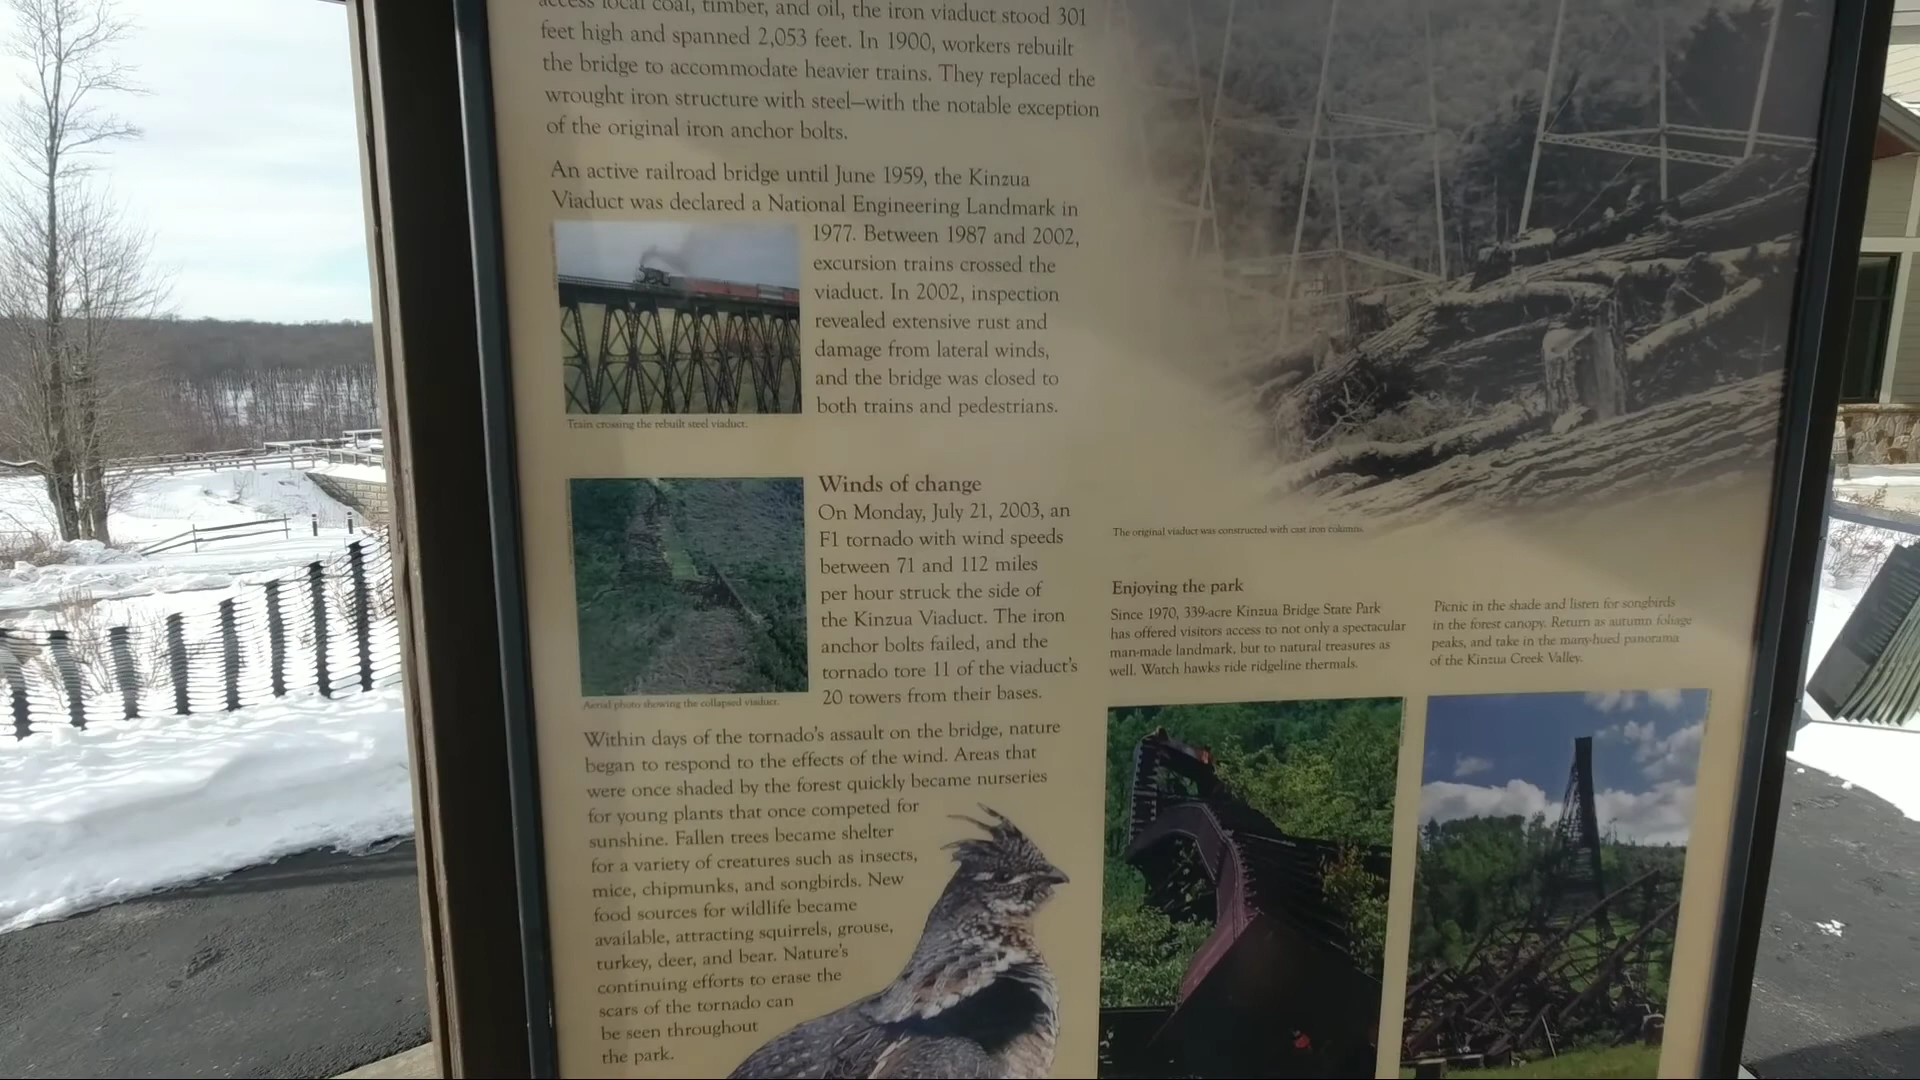 access local coal, timber, and oil, the iron viaduct stood 301
feet high and spanned 2,053 feet. In 1900, workers rebuilt
the bridge to accommodate heavier trains. They replaced the
wrought iron structure with steel—with the notable exception
of the original iron anchor bolts.
An active railroad bridge until June 1959, the Kinzua
Viaduct was declared a National Engineering Landmark in
1977. Between 1987 and 2002,
excursion trains crossed the
viaduct. In 2002, inspection
revealed extensive rust and
damage from lateral winds,
and the bridge was closed to
both trains and pedestrians.
Train crossing the rebuilt steel viaduct.
Winds of change
On Monday, July 21, 2003, an
F1 tornado with wind speeds
between 71 and 112 miles
per hour struck the side of
the Kinzua Viaduct. The iron
anchor bolts failed, and the
tornado tore 11 of the viaduct's
20 towers from their bases.
Aerial photo showing the collapsed viaduct.
Within days of the tornado's assault on the bridge, nature
began to respond to the effects of the wind. Areas that
were once shaded by the forest quickly became nurseries
for young plants that once competed for
sunshine. Fallen trees became shelter
for a variety of creatures such as insects,
mice, chipmunks, and songbirds. New
food sources for wildlife became
available, attracting squirrels, grouse,
turkey, deer, and bear. Nature's
continuing efforts to erase the
scars of the tornado can
be seen throughout
the park.
The original viaduct was constructed with cast iron columns.
Enjoying the park
Since 1970, 339-acre Kinzua Bridge State Park
has offered visitors access to not only a spectacular
man-made landmark, but to natural treasures as
well. Watch hawks ride ridgeline thermals.
Picnic in the shade and listen for songbirds
in the forest canopy. Return as autumn foliage
peaks, and take in the many-hued panorama
of the Kinzua Creek Valley.